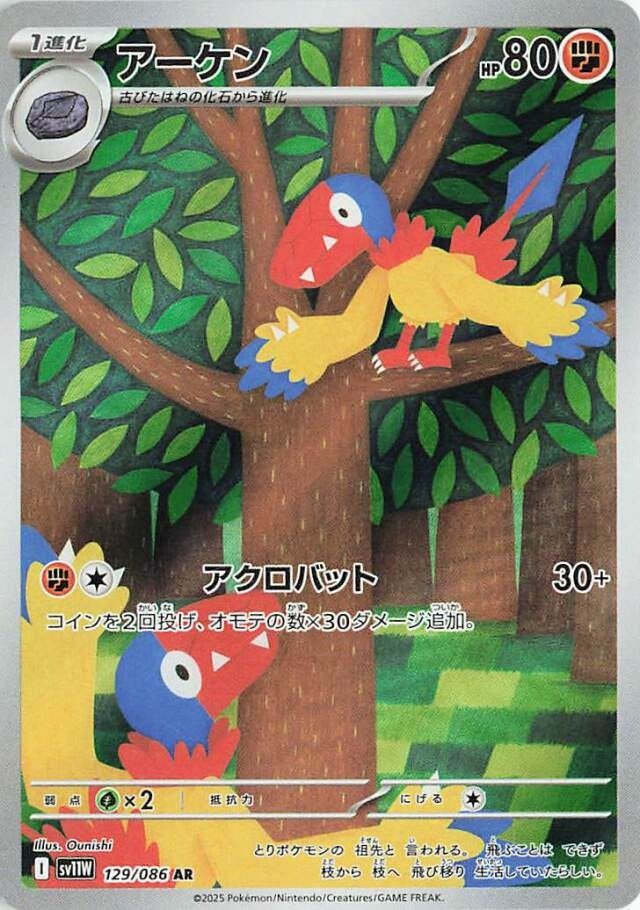 1進化
アーケン
HP80
古びたはねの化石から進化
アクロバット 30+
コインを2回投げ、オモテの数×30ダメージ追加。
弱点 ×2 抵抗力 にげる
Illus. Ounishi
I sv11W 129/086 AR
とりポケモンの 祖先と 言われる。 飛ぶことは できず
枝から 枝へ 飛び移り 生活していたらしい。
©2025 Pokémon/Nintendo/Creatures/GAME FREAK.